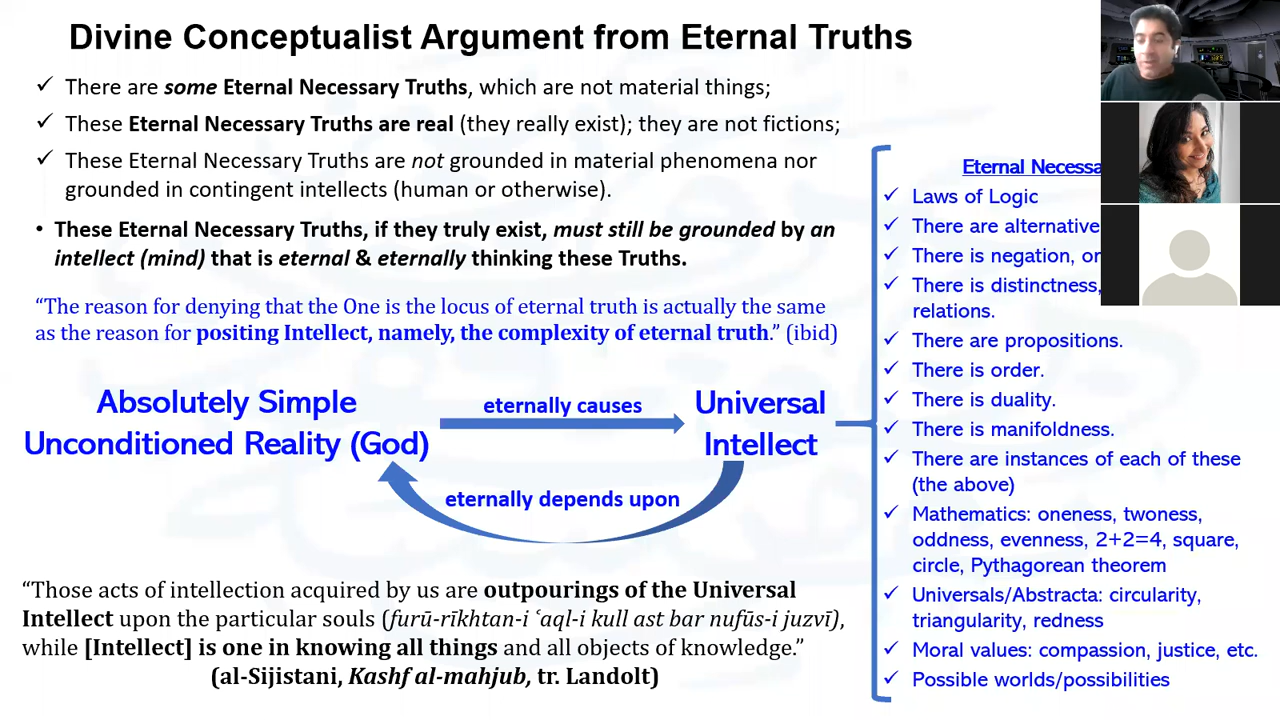 Divine Conceptualist Argument from Eternal Truths
✓ There are some Eternal Necessary Truths, which are not material things;
✓ These Eternal Necessary Truths are real (they really exist); they are not fictions;
✓ These Eternal Necessary Truths are not grounded in material phenomena nor
grounded in contingent intellects (human or otherwise).
• These Eternal Necessary Truths, if they truly exist, must still be grounded by an
intellect (mind) that is eternal & eternally thinking these Truths.
“The reason for denying that the One is the locus of eternal truth is actually the same
as the reason for positing Intellect, namely, the complexity of eternal truth.” (ibid)
Absolutely Simple
Unconditioned Reality (God)
eternally causes
Universal
Intellect
eternally depends upon
“Those acts of intellection acquired by us are outpourings of the Universal
Intellect upon the particular souls (furū-rīkhtan-i ʿaql-i kull ast bar nufūs-i juzvī),
while [Intellect] is one in knowing all things and all objects of knowledge.”
(al-Sijistani, Kashf al-mahjub, tr. Landolt)
Eternal Necessa
✓ Laws of Logic
✓ There are alternative
✓ There is negation, or
✓ There is distinctness,
relations.
✓ There are propositions.
✓ There is order.
✓ There is duality.
✓ There is manifoldness.
✓ There are instances of each of these
(the above)
✓ Mathematics: oneness, twoness,
oddness, evenness, 2+2=4, square,
circle, Pythagorean theorem
✓ Universals/Abstracta: circularity,
triangularity, redness
✓ Moral values: compassion, justice, etc.
✓ Possible worlds/possibilities